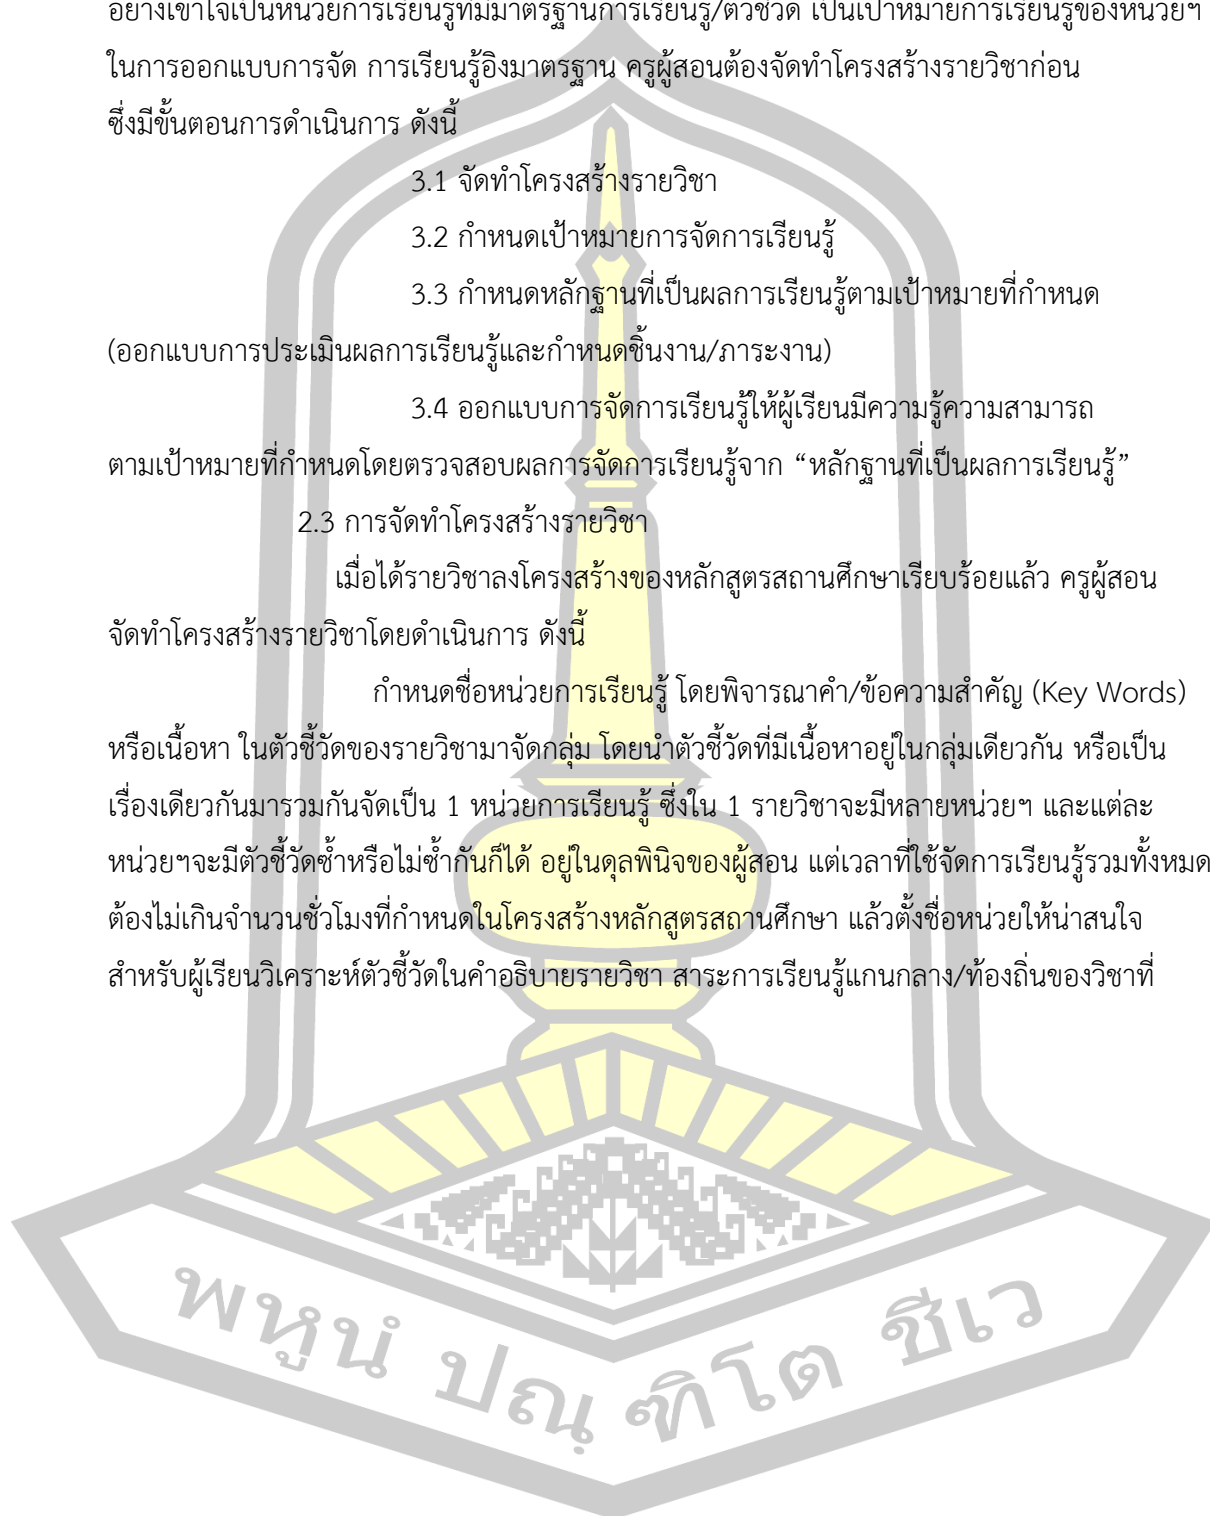 อย่างเข้าใจเป็นหน่วยการเรียนรู้ที่มีมาตรฐานการเรียนรู้/ตัวชี้วัด เป็นเป้าหมายการเรียนรู้ของหน่วยฯ
ในการออกแบบการจัด การเรียนรู้อิงมาตรฐาน ครูผู้สอนต้องจัดทำโครงสร้างรายวิชาก่อน
ซึ่งมีขั้นตอนการดำเนินการ ดังนี้
3.1 จัดทำโครงสร้างรายวิชา
3.2 กำหนดเป้าหมายการจัดการเรียนรู้
3.3 กำหนดหลักฐานที่เป็นผลการเรียนรู้ตามเป้าหมายที่กำหนด
(ออกแบบการประเมินผลการเรียนรู้และกำหนดชิ้นงาน/ภาระงาน)
3.4 ออกแบบการจัดการเรียนรู้ให้ผู้เรียนมีความรู้ความสามารถ
ตามเป้าหมายที่กำหนดโดยตรวจสอบผลการจัดการเรียนรู้จาก “หลักฐานที่เป็นผลการเรียนรู้”
2.3 การจัดทำโครงสร้างรายวิชา
เมื่อได้รายวิชาลงโครงสร้างของหลักสูตรสถานศึกษาเรียบร้อยแล้ว ครูผู้สอน
จัดทำโครงสร้างรายวิชาโดยดำเนินการ ดังนี้
กำหนดชื่อหน่วยการเรียนรู้ โดยพิจารณาคำ/ข้อความสำคัญ (Key Words)
หรือเนื้อหา ในตัวชี้วัดของรายวิชามาจัดกลุ่ม โดยนำตัวชี้วัดที่มีเนื้อหาอยู่ในกลุ่มเดียวกัน หรือเป็น
เรื่องเดียวกันมารวมกันจัดเป็น 1 หน่วยการเรียนรู้ ซึ่งใน 1 รายวิชาจะมีหลายหน่วยฯ และแต่ละ
หน่วยฯจะมีตัวชี้วัดซ้ำหรือไม่ซ้ำกันก็ได้ อยู่ในดุลพินิจของผู้สอน แต่เวลาที่ใช้จัดการเรียนรู้รวมทั้งหมด
ต้องไม่เกินจำนวนชั่วโมงที่กำหนดในโครงสร้างหลักสูตรสถานศึกษา แล้วตั้งชื่อหน่วยให้น่าสนใจ
สำหรับผู้เรียนวิเคราะห์ตัวชี้วัดในคำอธิบายรายวิชา สาระการเรียนรู้แกนกลาง/ท้องถิ่นของวิชาที่
พหูนํ ปณฺฑิโต ชีเว